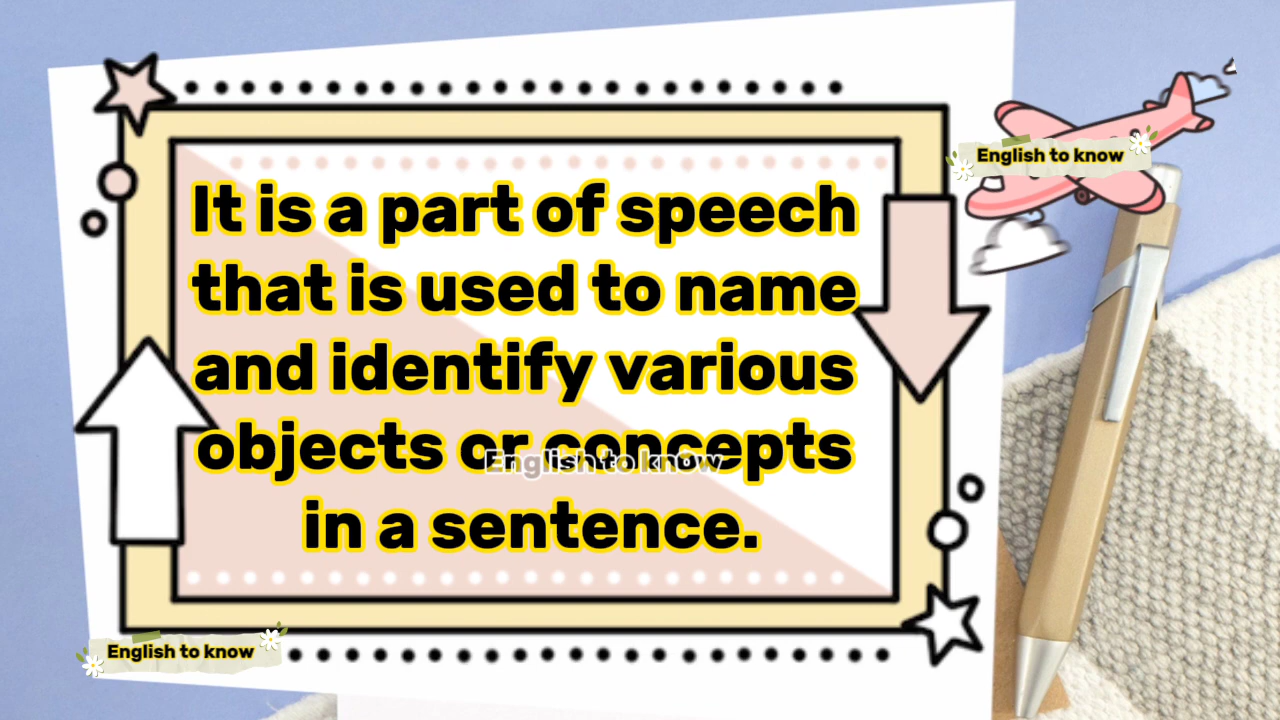 English to know
It is a part of speech
that is used to name
and identify various
objects or concepts
English to know
in a sentence.
English to know